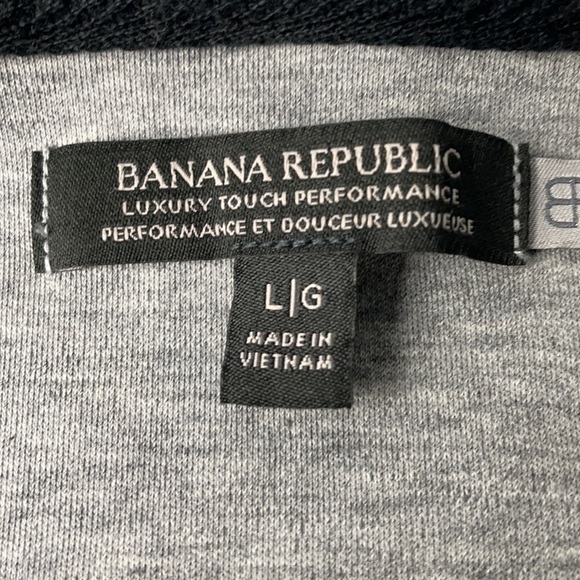 BANANA REPUBLIC
LUXURY TOUCH PERFORMANCE
PERFORMANCE ET DOUCEUR LUXUEUSE
L|G
MADE IN
VIETNAM